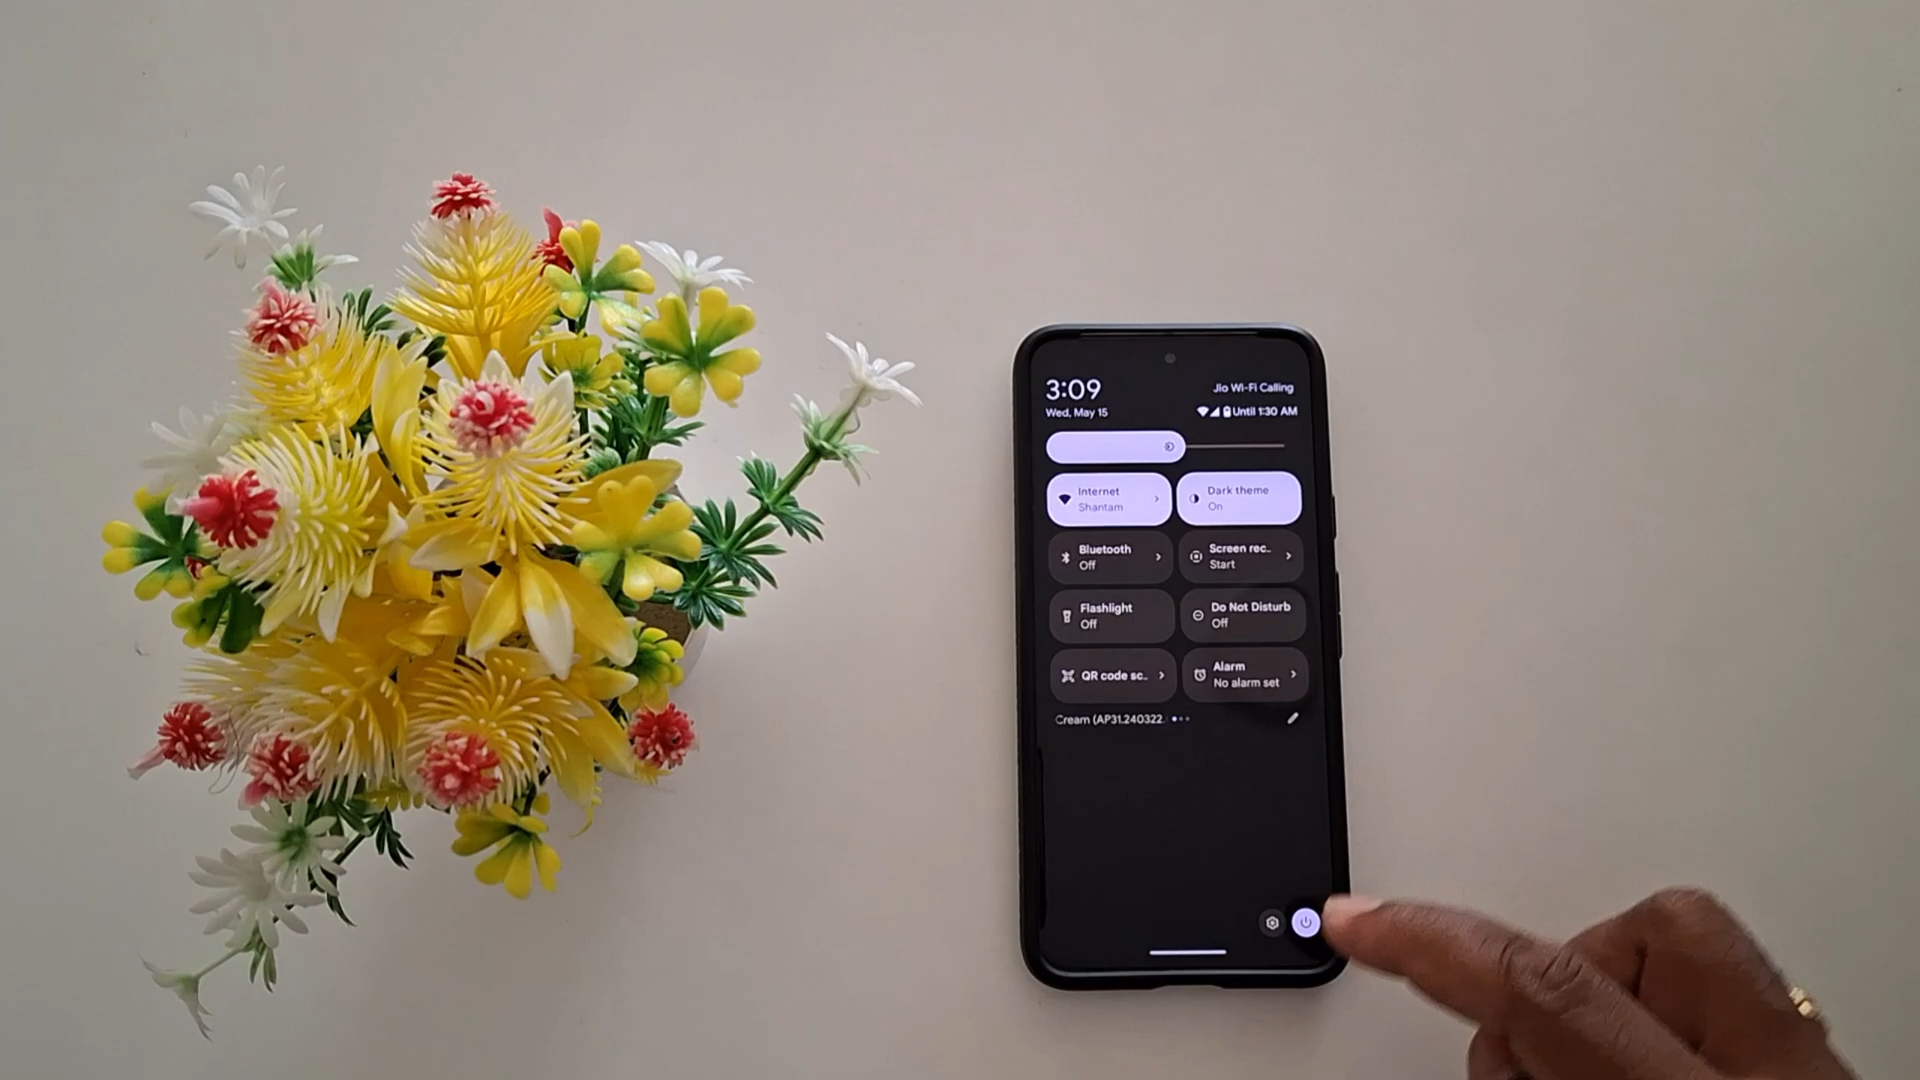 3:09
Jio Wi-Fi Calling
Wed, May 15
Until 1:30 AM
Internet
Shantam
Dark theme
On
Bluetooth
Off
Screen rec..
Start
Flashlight
Off
Do Not Disturb
Off
QR code sc..
Alarm
No alarm set
Cream (AP31.240322